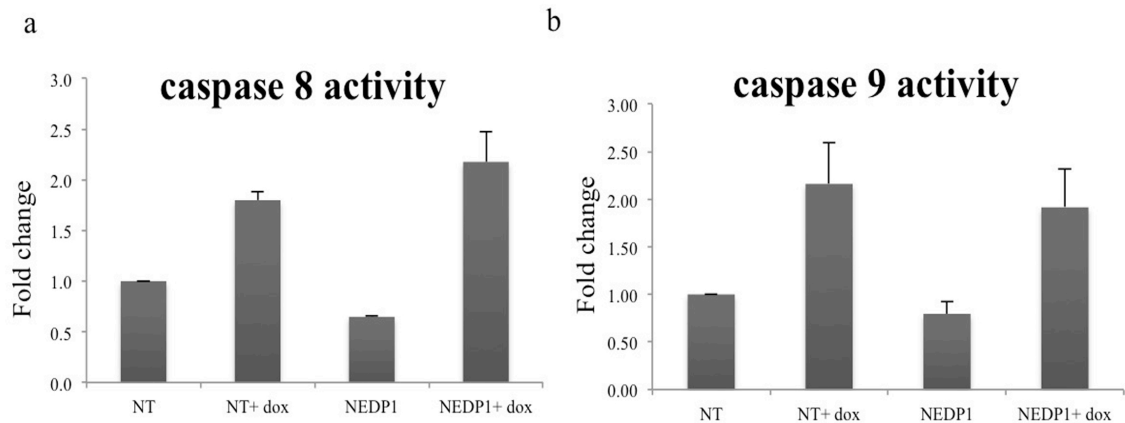 a
caspase 8 activity
Fold change
3.0
2.5
2.0
1.5
1.0
0.5
0.0
NT
NT+ dox
NEDP1
NEDP1+ dox
b
caspase 9 activity
Fold change
3.00
2.50
2.00
1.50
1.00
0.50
0.00
NT
NT+ dox
NEDP1
NEDP1+ dox